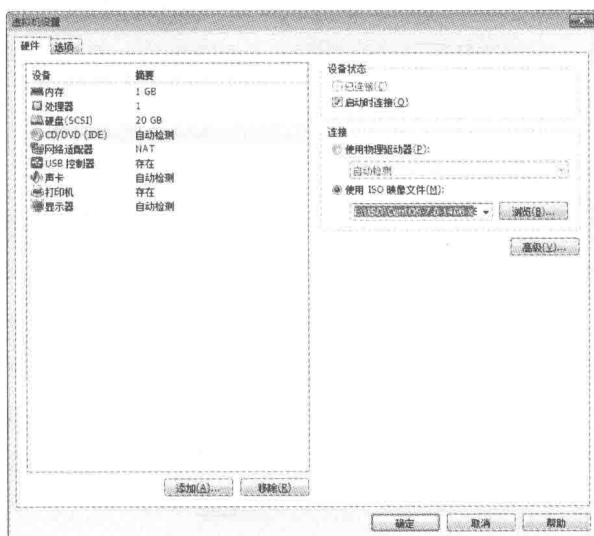 虚拟机设置
硬件 选项
设备 摘要
内存 1 GB
处理器 1
硬盘(SCSI) 20 GB
CD/DVD (IDE) 自动检测
网络适配器 NAT
USB 控制器 存在
声卡 自动检测
打印机 存在
显示器 自动检测
添加(A)... 移除(R)
设备状态
已连接(C)
启动时连接(O)
连接
使用物理驱动器(P):
自动检测
使用 ISO 映像文件(M):
浏览(B)...
高级(V)...
确定 取消 帮助